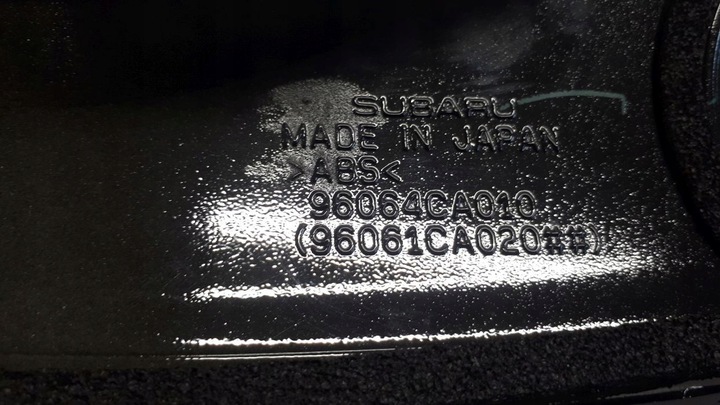 SUBARU
MADE IN JAPAN
>ABS<
96064CA010
(96061CA020##)